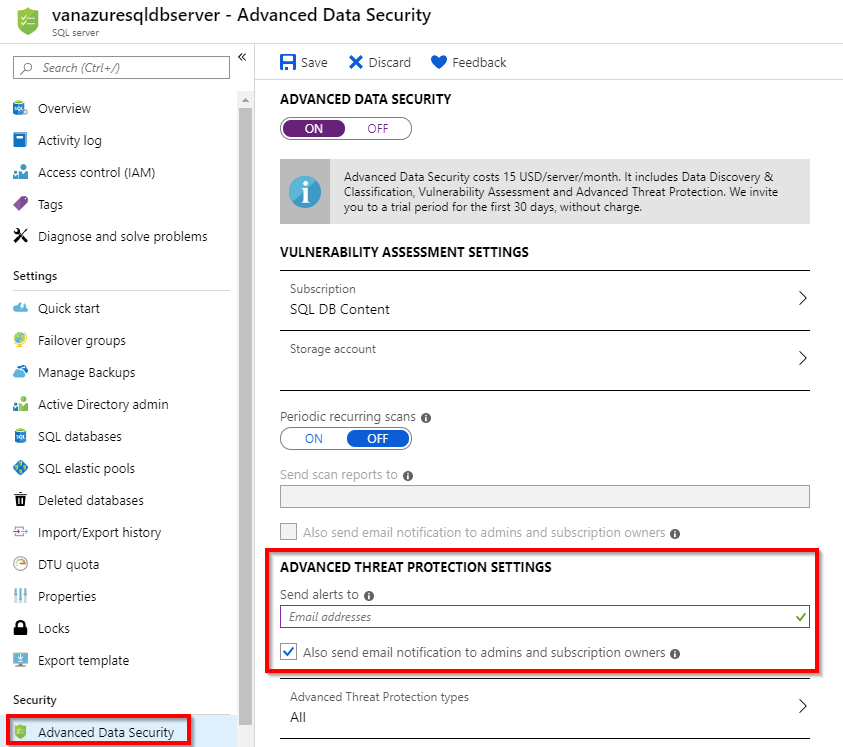 vanazuresqldbserver - Advanced Data Security
SQL server
Search (Ctrl+/)
«
Overview
Activity log
Access control (IAM)
Tags
Diagnose and solve problems
Settings
Quick start
Failover groups
Manage Backups
Active Directory admin
SQL databases
SQL elastic pools
Deleted databases
Import/Export history
DTU quota
Properties
Locks
Export template
Security
Advanced Data Security
Save Discard Feedback
ADVANCED DATA SECURITY
ON OFF
Advanced Data Security costs 15 USD/server/month. It includes Data Discovery &
Classification, Vulnerability Assessment and Advanced Threat Protection. We invite
you to a trial period for the first 30 days, without charge.
VULNERABILITY ASSESSMENT SETTINGS
Subscription
SQL DB Content
Storage account
Periodic recurring scans
ON OFF
Send scan reports to
Also send email notification to admins and subscription owners
ADVANCED THREAT PROTECTION SETTINGS
Send alerts to
Email addresses
Also send email notification to admins and subscription owners
Advanced Threat Protection types
All